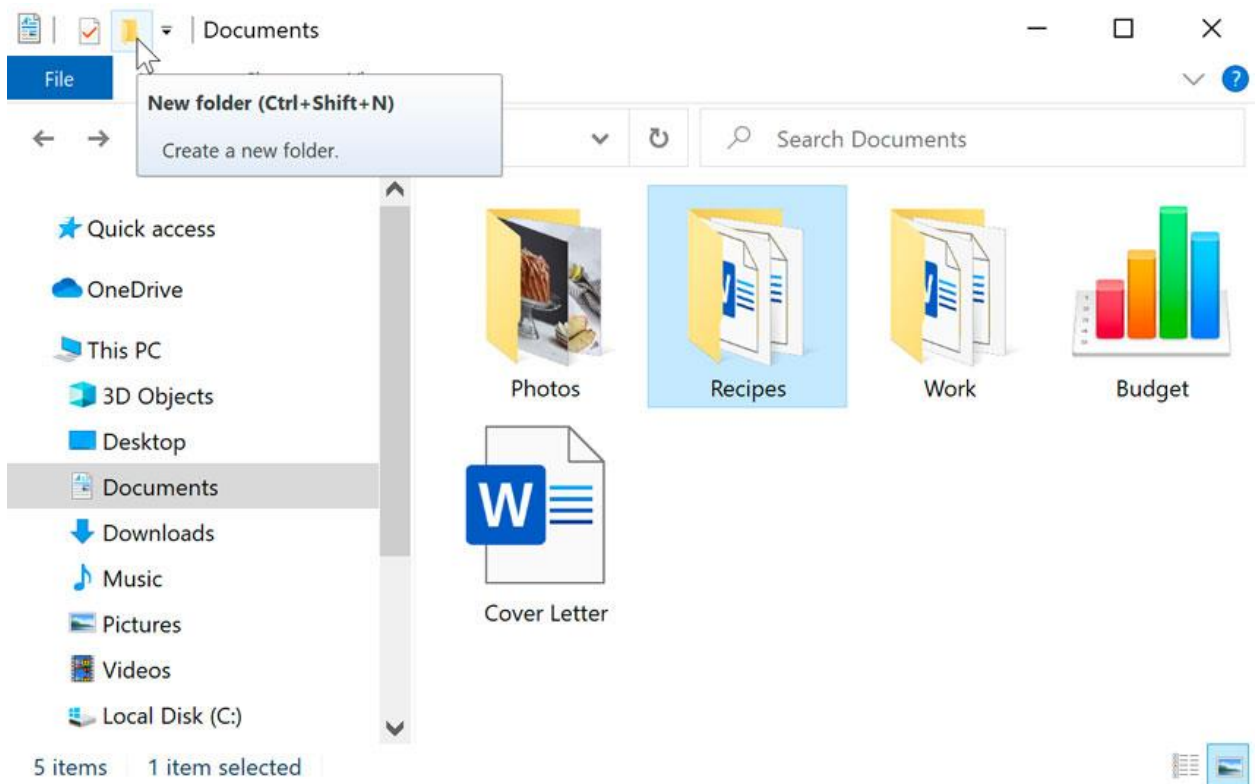 Documents
File
New folder (Ctrl+Shift+N)
Create a new folder.
Search Documents
Quick access
OneDrive
This PC
3D Objects
Desktop
Documents
Downloads
Music
Pictures
Videos
Local Disk (C:)
Photos
Recipes
Work
Budget
W
Cover Letter
5 items
1 item selected